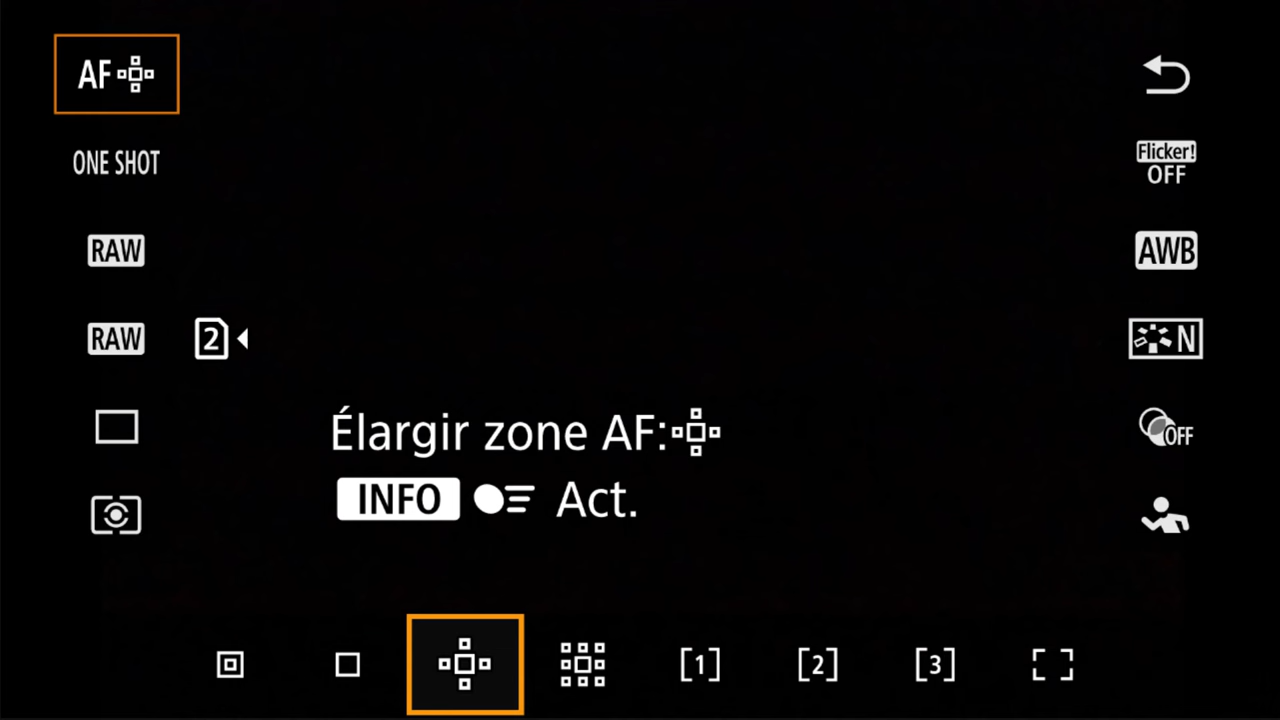 AF
ONE SHOT
RAW
RAW 2
Flicker!
OFF
AWB
N
OFF
Élargir zone AF:
INFO Act.
[1] [2] [3]